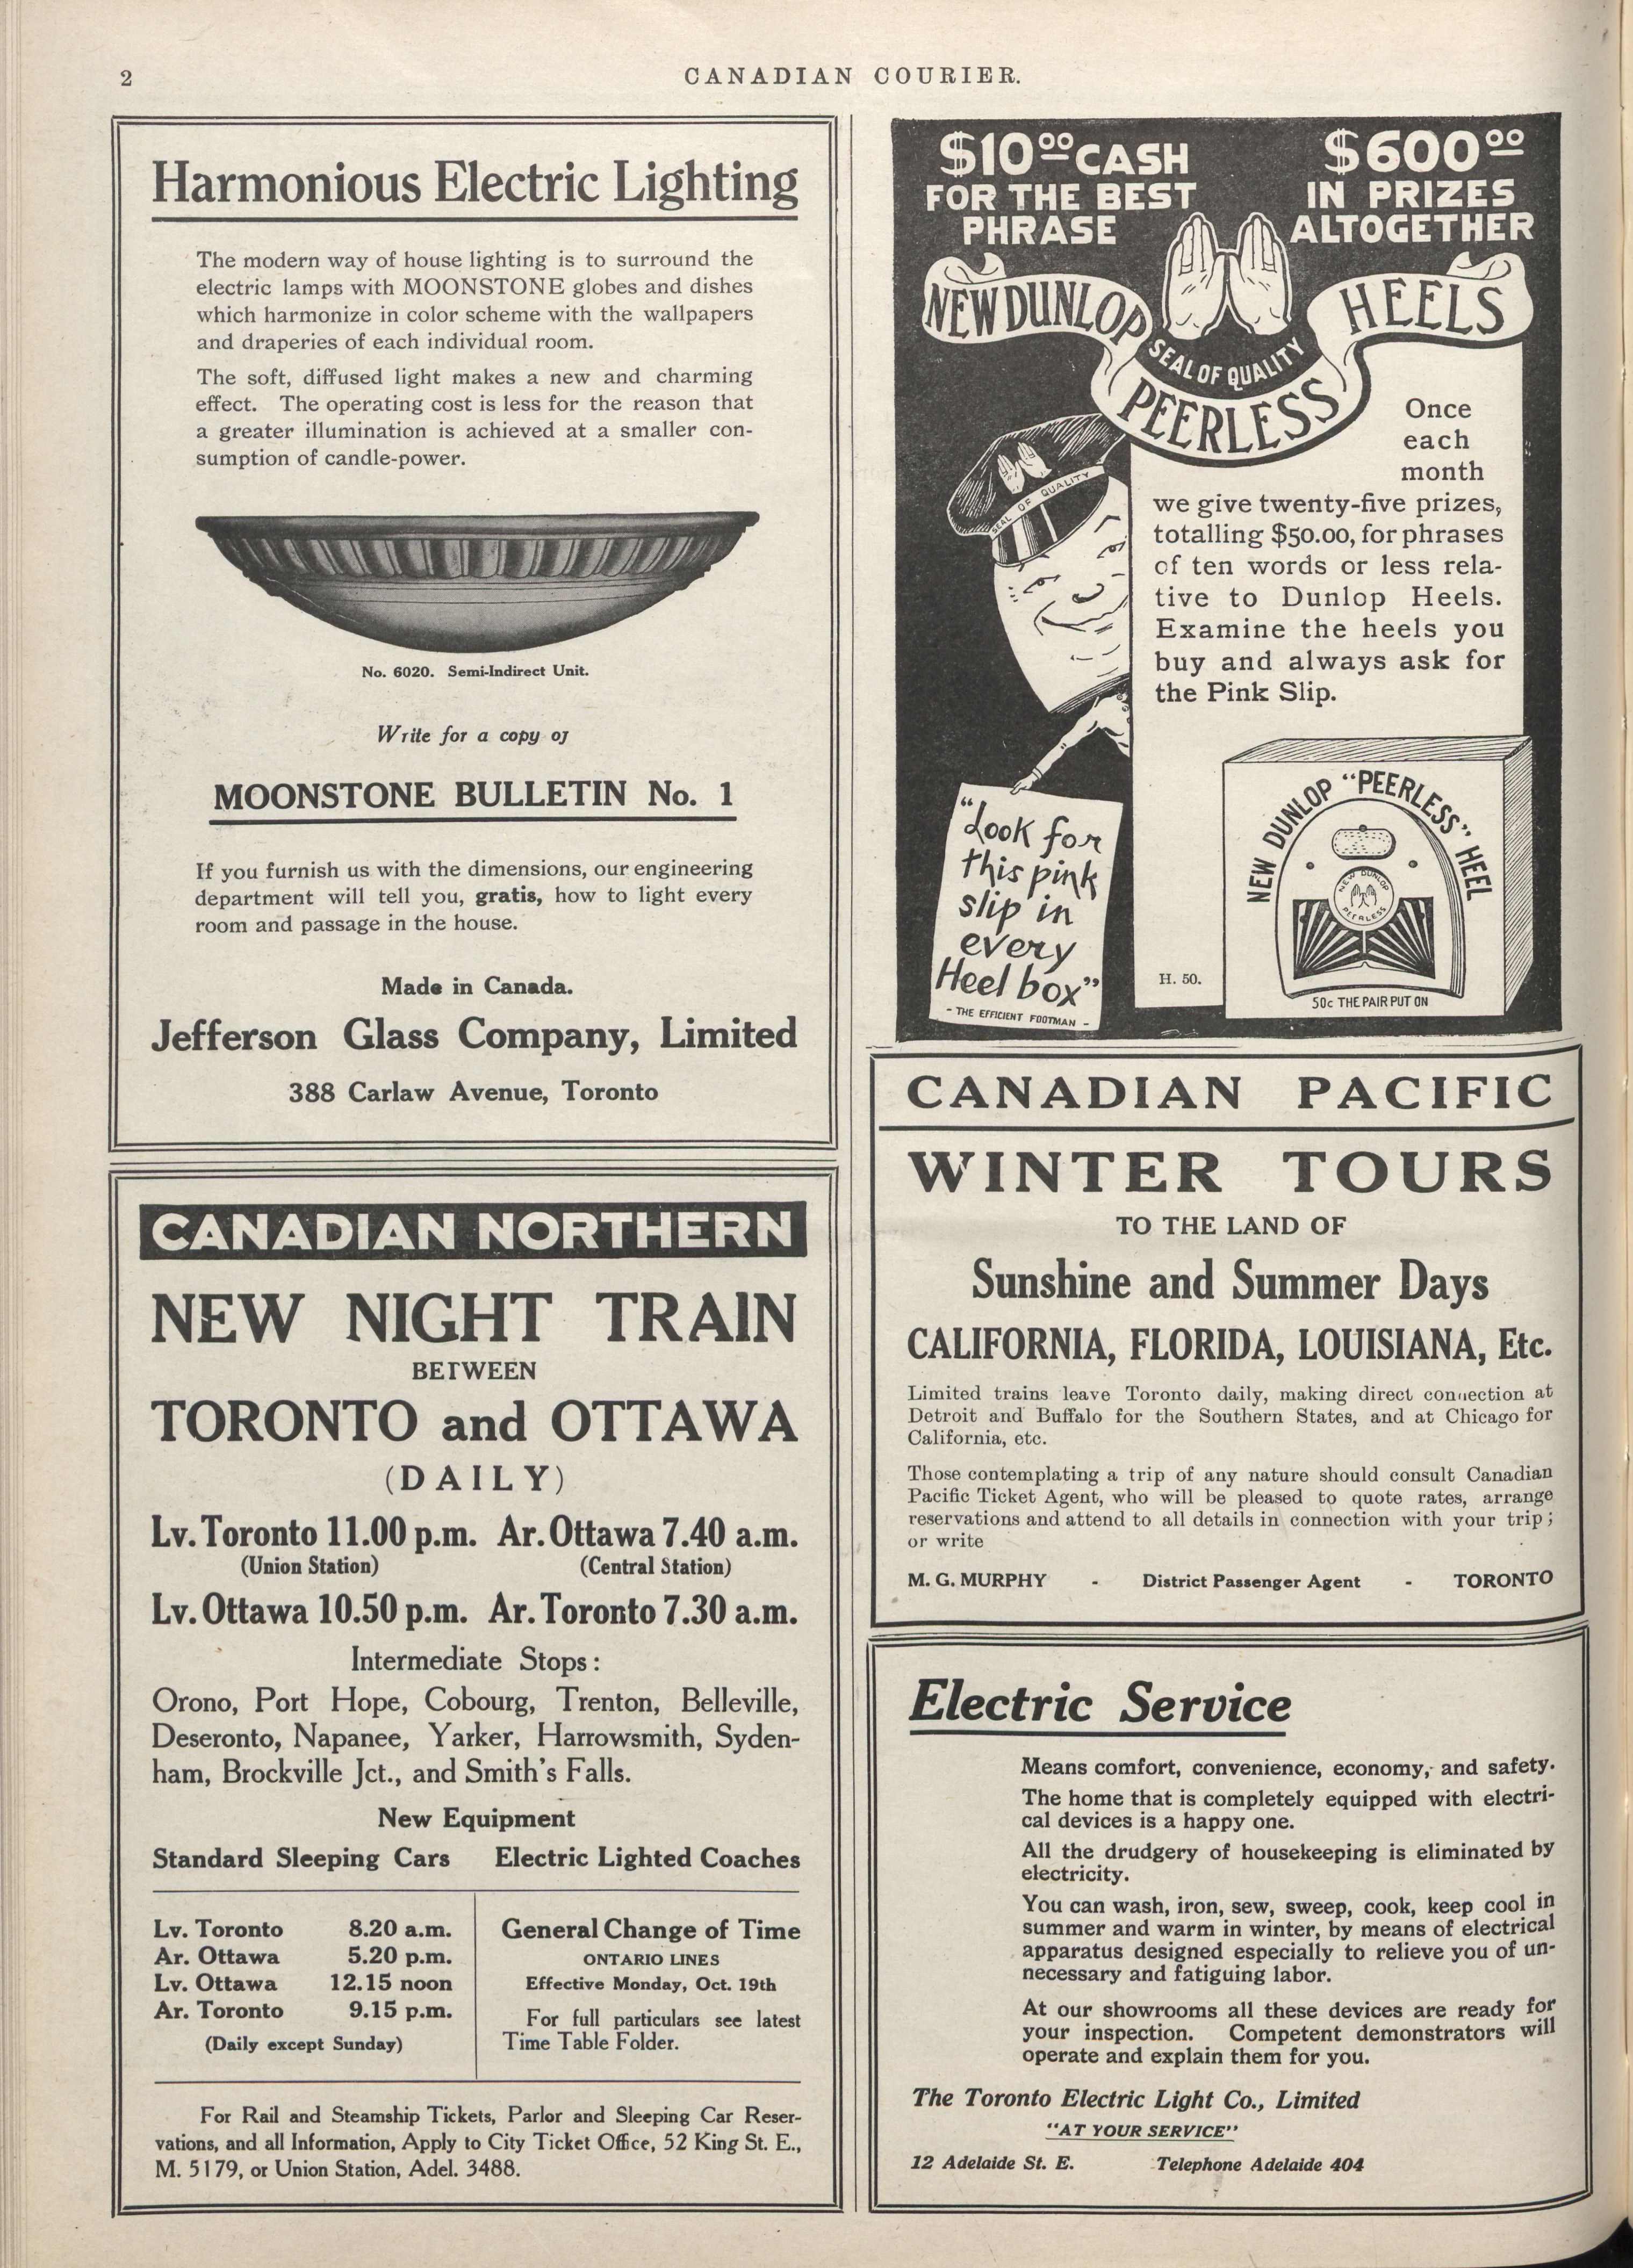 2
CANADIAN COURIER.
Harmonious Electric Lighting
The modern way of house lighting is to surround the
electric lamps with MOONSTONE globes and dishes
which harmonize in color scheme with the wallpapers
and draperies of each individual room.
The soft, diffused light makes a new and charming
effect. The operating cost is less for the reason that
a greater illumination is achieved at a smaller con-
sumption of candle-power.
No. 6020. Semi-Indirect Unit.
Write for a copy of
MOONSTONE BULLETIN No. 1
If you furnish us with the dimensions, our engineering
department will tell you, gratis, how to light every
room and passage in the house.
Made in Canada.
Jefferson Glass Company, Limited
388 Carlaw Avenue, Toronto
CANADIAN NORTHERN
NEW NIGHT TRAIN
BETWEEN
TORONTO and OTTAWA
(DAILY)
Lv. Toronto 11.00 p.m. Ar. Ottawa 7.40 a.m.
(Union Station) (Central Station)
Lv. Ottawa 10.50 p.m. Ar. Toronto 7.30 a.m.
Intermediate Stops:
Orono, Port Hope, Cobourg, Trenton, Belleville,
Deseronto, Napanee, Yarker, Harrowsmith, Syden-
ham, Brockville Jct., and Smith's Falls.
New Equipment
Standard Sleeping Cars Electric Lighted Coaches
Lv. Toronto 8.20 a.m.
Ar. Ottawa 5.20 p.m.
Lv. Ottawa 12.15 noon
Ar. Toronto 9.15 p.m.
(Daily except Sunday)
General Change of Time
ONTARIO LINES
Effective Monday, Oct. 19th
For full particulars see latest
Time Table Folder.
For Rail and Steamship Tickets, Parlor and Sleeping Car Reser-
vations, and all Information, Apply to City Ticket Office, 52 King St. E.,
M. 5179, or Union Station, Adel. 3488.
$10.00 CASH
FOR THE BEST
PHRASE
$600.00
IN PRIZES
ALTOGETHER
NEW DUNLOP
HEELS
SEAL OF QUALITY
PEERLESS
SEAL OF QUALITY
Once
each
month
we give twenty-five prizes,
totalling $50.00, for phrases
of ten words or less rela-
tive to Dunlop Heels.
Examine the heels you
buy and always ask for
the Pink Slip.
"Look for
this pink
slip in
every
Heel box"
- THE EFFICIENT FOOTMAN -
H. 50.
NEW DUNLOP "PEERLESS" HEEL
NEW DUNLOP
PEERLESS
50c THE PAIR PUT ON
CANADIAN PACIFIC
WINTER TOURS
TO THE LAND OF
Sunshine and Summer Days
CALIFORNIA, FLORIDA, LOUISIANA, Etc.
Limited trains leave Toronto daily, making direct connection at
Detroit and Buffalo for the Southern States, and at Chicago for
California, etc.
Those contemplating a trip of any nature should consult Canadian
Pacific Ticket Agent, who will be pleased to quote rates, arrange
reservations and attend to all details in connection with your trip;
or write
M. G. MURPHY - District Passenger Agent - TORONTO
Electric Service
Means comfort, convenience, economy, and safety.
The home that is completely equipped with electri-
cal devices is a happy one.
All the drudgery of housekeeping is eliminated by
electricity.
You can wash, iron, sew, sweep, cook, keep cool in
summer and warm in winter, by means of electrical
apparatus designed especially to relieve you of un-
necessary and fatiguing labor.
At our showrooms all these devices are ready for
your inspection. Competent demonstrators will
operate and explain them for you.
The Toronto Electric Light Co., Limited
"AT YOUR SERVICE"
12 Adelaide St. E. Telephone Adelaide 404